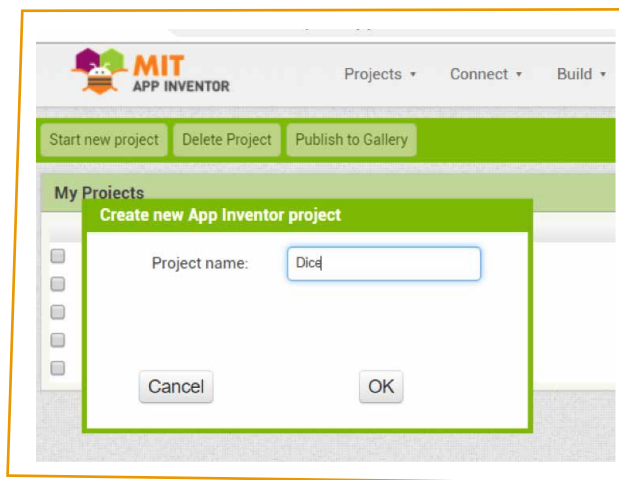 MIT
APP INVENTOR
Projects Connect Build
Start new project Delete Project Publish to Gallery
My Projects
Create new App Inventor project
Project name: Dice
Cancel OK